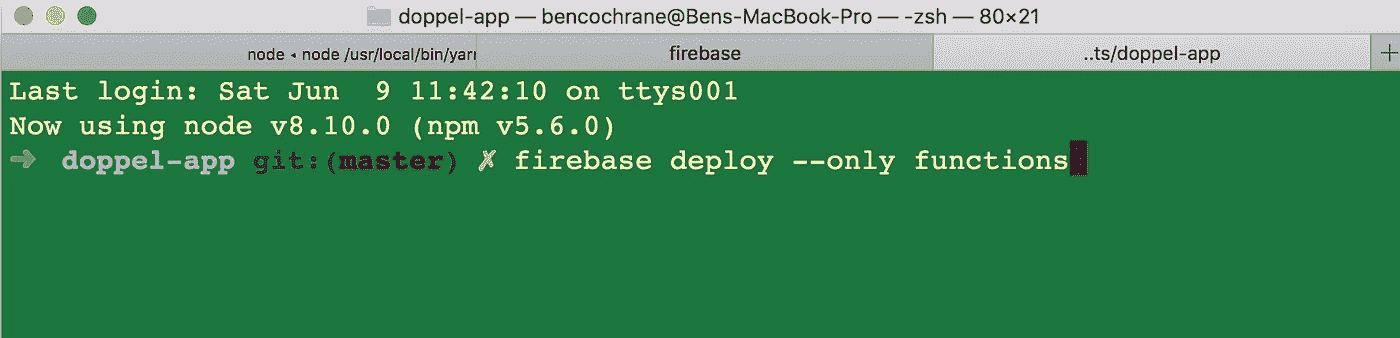 doppel-app — bencochrane@Bens-MacBook-Pro — -zsh — 80×21
node ◂ node /usr/local/bin/yarn
firebase
..ts/doppel-app
+
Last login: Sat Jun  9 11:42:10 on ttys001
Now using node v8.10.0 (npm v5.6.0)
➜  doppel-app git:(master) ✗ firebase deploy --only functions